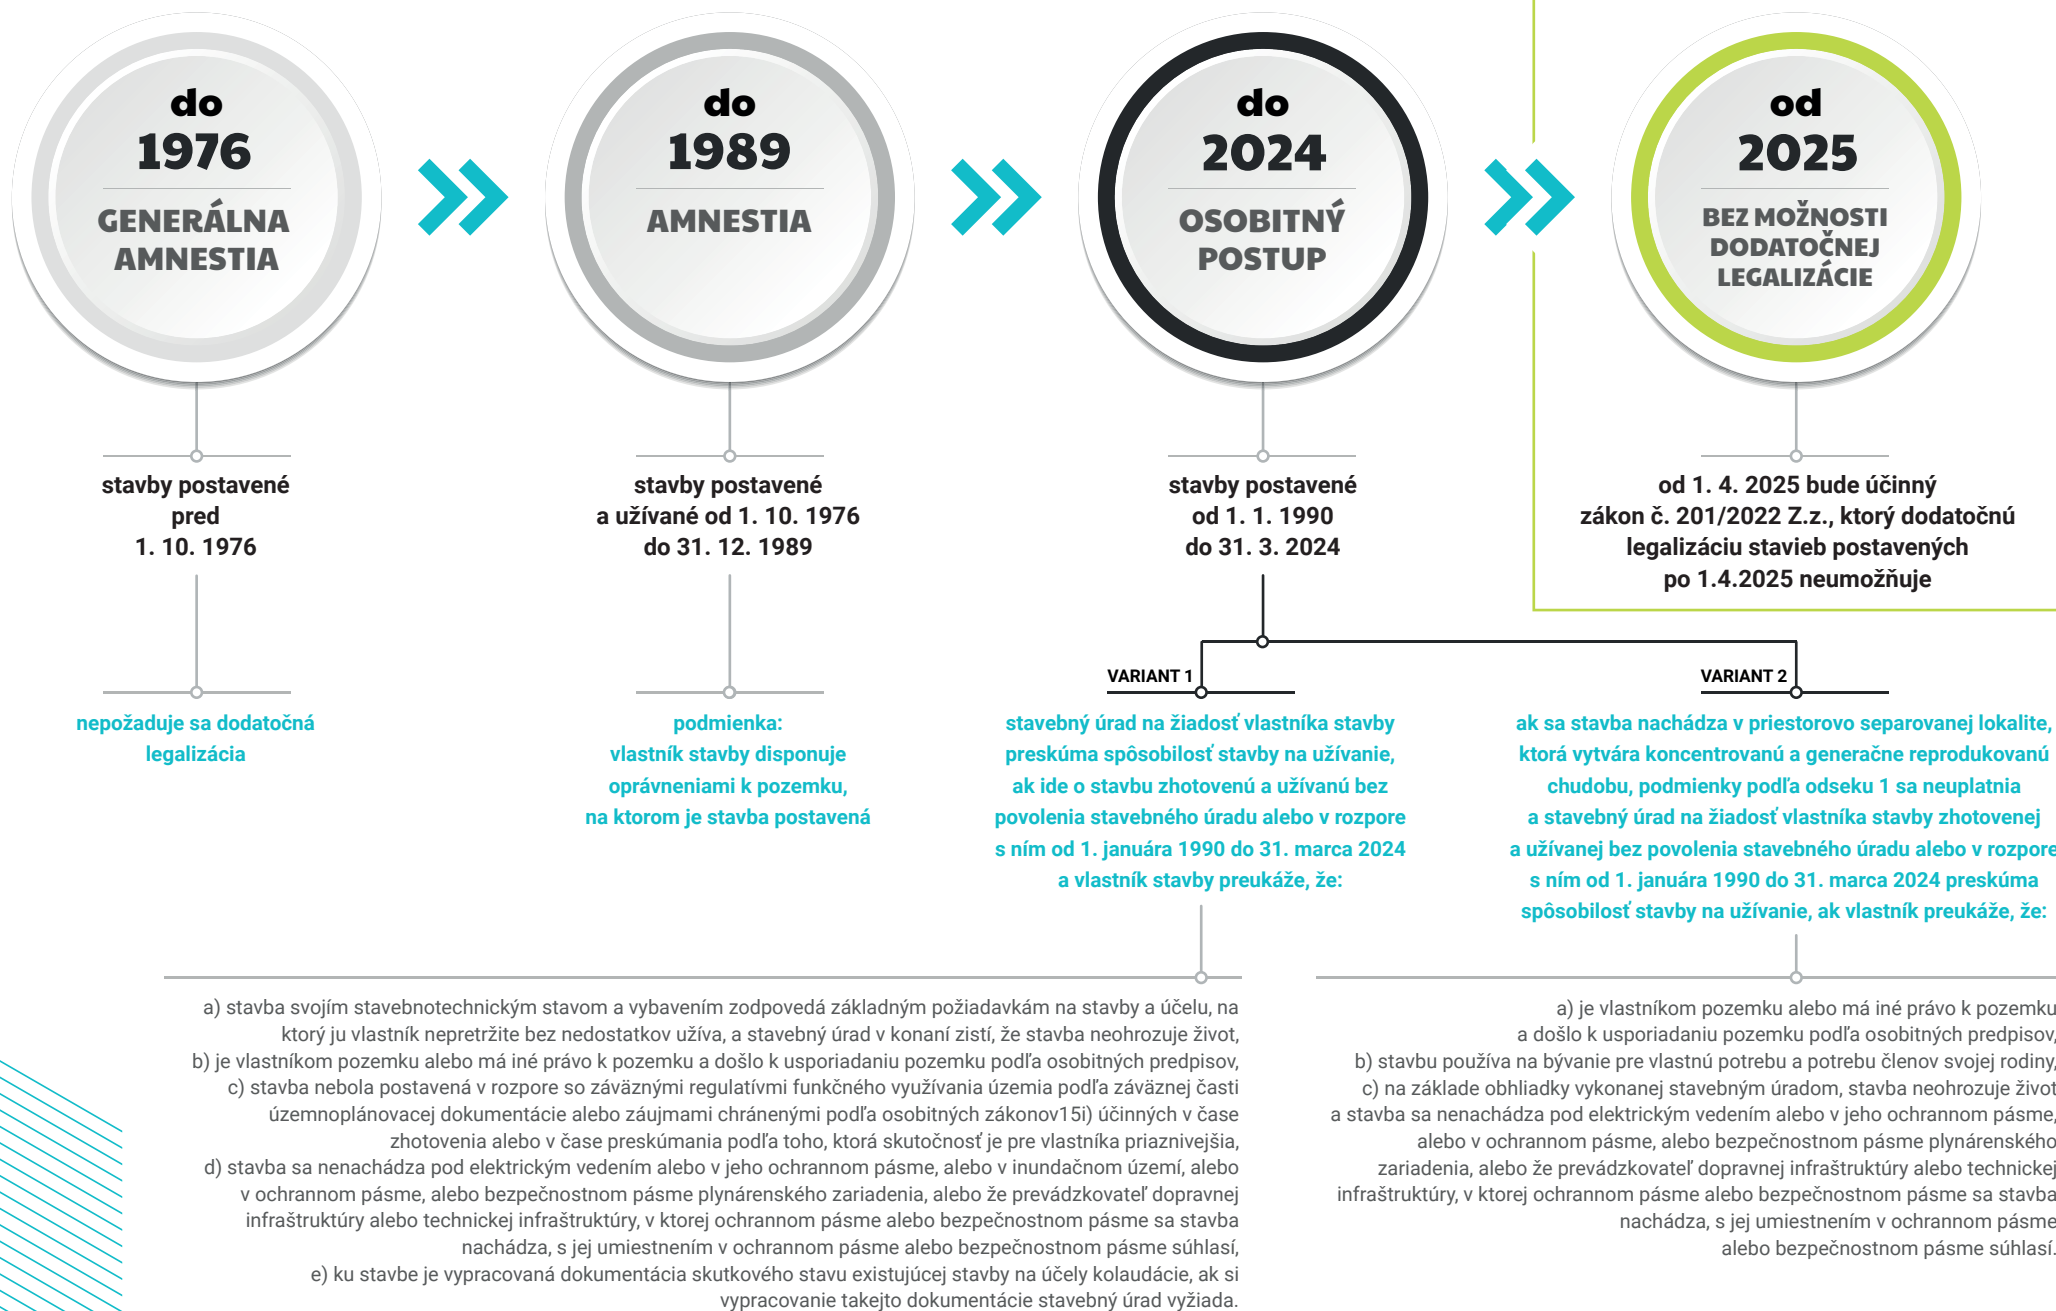 do
1976
GENERÁLNA
AMNESTIA
stavby postavené
pred
1. 10. 1976
nepožaduje sa dodatočná
legalizácia
do
1989
AMNESTIA
stavby postavené
a užívané od 1. 10. 1976
do 31. 12. 1989
podmienka:
vlastník stavby disponuje
oprávneniami k pozemku,
na ktorom je stavba postavená
do
2024
OSOBITNÝ
POSTUP
stavby postavené
od 1. 1. 1990
do 31. 3. 2024
od
2025
BEZ MOŽNOSTI
DODATOČNEJ
LEGALIZÁCIE
od 1. 4. 2025 bude účinný
zákon č. 201/2022 Z.z., ktorý dodatočnú
legalizáciu stavieb postavených
po 1.4.2025 neumožňuje
VARIANT 1
stavebný úrad na žiadosť vlastníka stavby
preskúma spôsobilosť stavby na užívanie,
ak ide o stavbu zhotovenú a užívanú bez
povolenia stavebného úradu alebo v rozpore
s ním od 1. januára 1990 do 31. marca 2024
a vlastník stavby preukáže, že:
a) stavba svojím stavebnotechnickým stavom a vybavením zodpovedá základným požiadavkám na stavby a účelu, na
ktorý ju vlastník nepretržite bez nedostatkov užíva, a stavebný úrad v konaní zistí, že stavba neohrozuje život,
b) je vlastníkom pozemku alebo má iné právo k pozemku a došlo k usporiadaniu pozemku podľa osobitných predpisov,
c) stavba nebola postavená v rozpore so záväznými regulatívmi funkčného využívania územia podľa záväznej časti
územnoplánovacej dokumentácie alebo záujmami chránenými podľa osobitných zákonov15i) účinných v čase
zhotovenia alebo v čase preskúmania podľa toho, ktorá skutočnosť je pre vlastníka priaznivejšia,
d) stavba sa nenachádza pod elektrickým vedením alebo v jeho ochrannom pásme, alebo v inundačnom území, alebo
v ochrannom pásme, alebo bezpečnostnom pásme plynárenského zariadenia, alebo že prevádzkovateľ dopravnej
infraštruktúry alebo technickej infraštruktúry, v ktorej ochrannom pásme alebo bezpečnostnom pásme sa stavba
nachádza, s jej umiestnením v ochrannom pásme alebo bezpečnostnom pásme súhlasí,
e) ku stavbe je vypracovaná dokumentácia skutkového stavu existujúcej stavby na účely kolaudácie, ak si
vypracovanie takejto dokumentácie stavebný úrad vyžiada.
VARIANT 2
ak sa stavba nachádza v priestorovo separovanej lokalite,
ktorá vytvára koncentrovanú a generačne reprodukovanú
chudobu, podmienky podľa odseku 1 sa neuplatnia
a stavebný úrad na žiadosť vlastníka stavby zhotovenej
a užívanej bez povolenia stavebného úradu alebo v rozpore
s ním od 1. januára 1990 do 31. marca 2024 preskúma
spôsobilosť stavby na užívanie, ak vlastník preukáže, že:
a) je vlastníkom pozemku alebo má iné právo k pozemku
a došlo k usporiadaniu pozemku podľa osobitných predpisov,
b) stavbu používa na bývanie pre vlastnú potrebu a potrebu členov svojej rodiny,
c) na základe obhliadky vykonanej stavebným úradom, stavba neohrozuje život
a stavba sa nenachádza pod elektrickým vedením alebo v jeho ochrannom pásme,
alebo v ochrannom pásme, alebo bezpečnostnom pásme plynárenského
zariadenia, alebo že prevádzkovateľ dopravnej infraštruktúry alebo technickej
infraštruktúry, v ktorej ochrannom pásme alebo bezpečnostnom pásme sa stavba
nachádza, s jej umiestnením v ochrannom pásme
alebo bezpečnostnom pásme súhlasí.